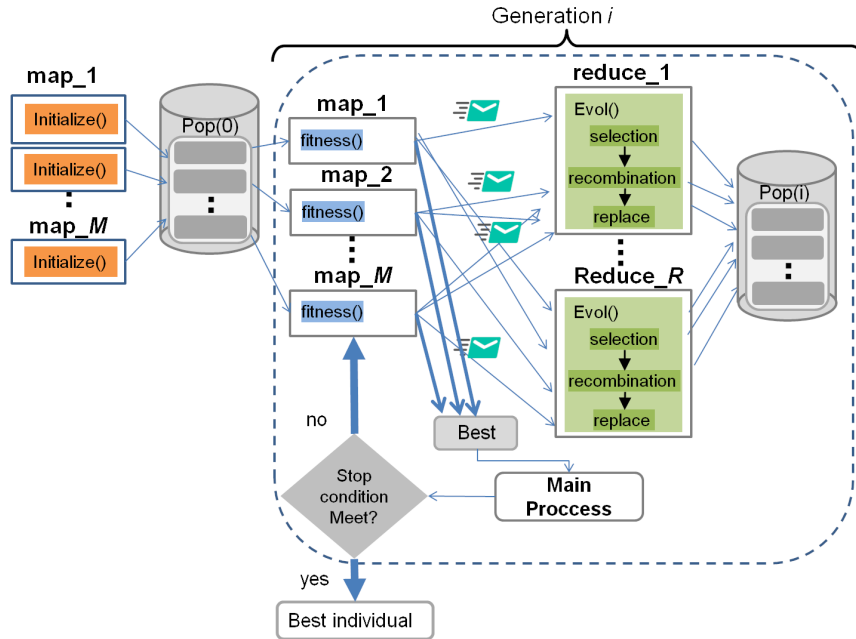 Generation i
map_1
Initialize()
Initialize()
map_M
Initialize()
Pop(0)
map_1
fitness()
map_2
fitness()
map_M
fitness()
reduce_1
Evol()
selection
recombination
replace
Reduce_R
Evol()
selection
recombination
replace
Pop(i)
Best
Main
Proccess
Stop
condition
Meet?
no
yes
Best individual